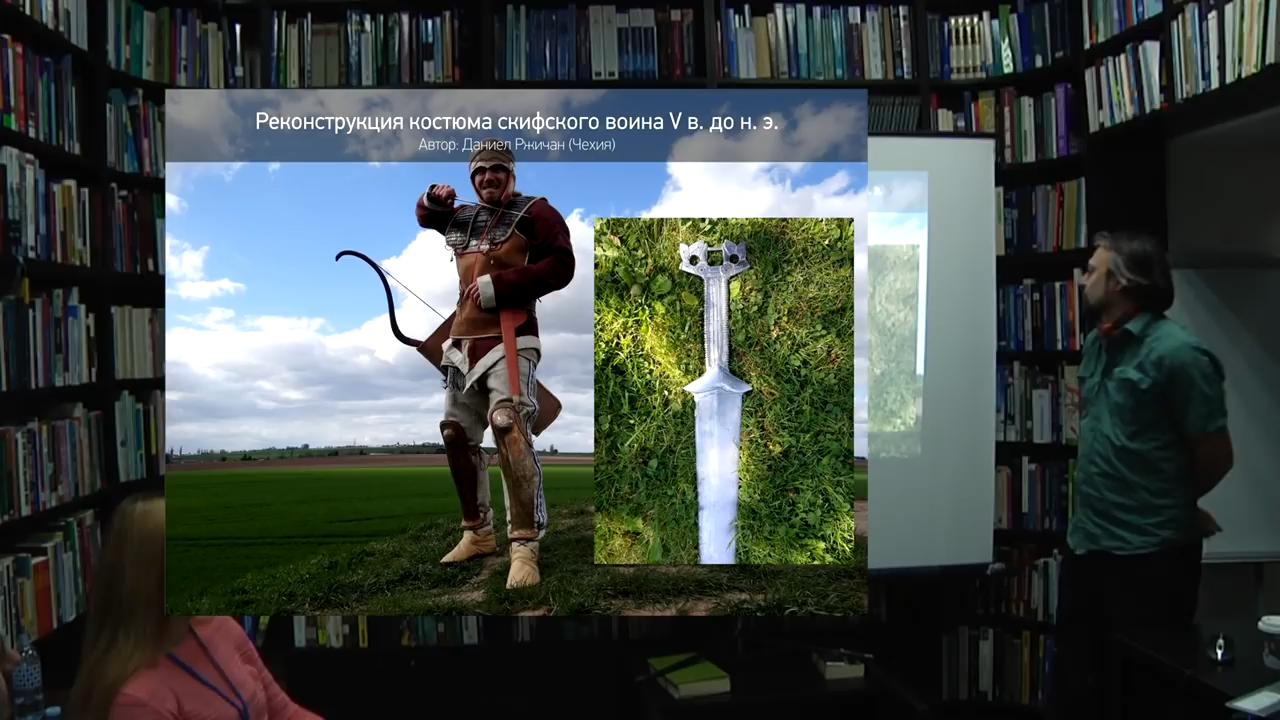 Реконструкция костюма скифского воина V в. до н. э.
Автор: Даниел Ржичан (Чехия)